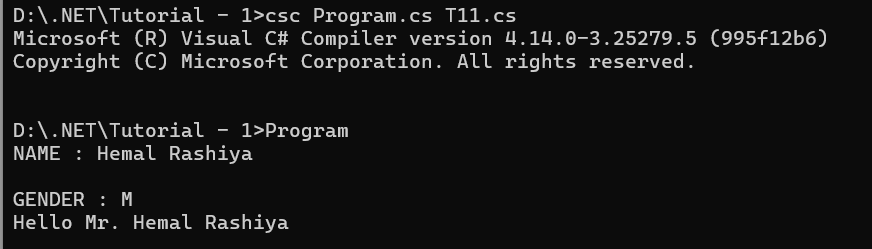 D:\.NET\Tutorial - 1>csc Program.cs T11.cs
Microsoft (R) Visual C# Compiler version 4.14.0-3.25279.5 (995f12b6)
Copyright (C) Microsoft Corporation. All rights reserved.
D:\.NET\Tutorial - 1>Program
NAME : Hemal Rashiya
GENDER : M
Hello Mr. Hemal Rashiya